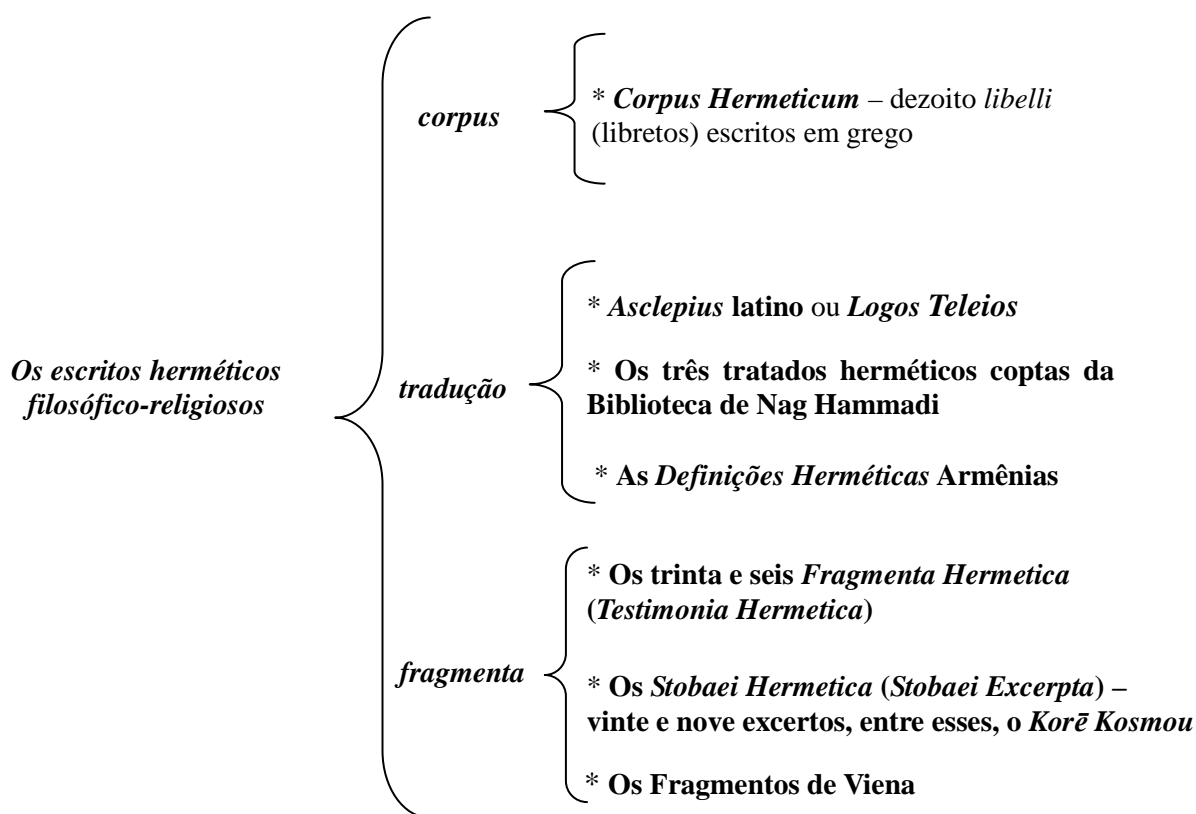 Os escritos herméticos
filosófico-religiosos
corpus
* Corpus Hermeticum – dezoito libelli
(libretos) escritos em grego
tradução
* Asclepius latino ou Logos Teleios
* Os três tratados herméticos coptas da
Biblioteca de Nag Hammadi
* As Definições Herméticas Armênias
fragmenta
* Os trinta e seis Fragmenta Hermetica
(Testimonia Hermetica)
* Os Stobaei Hermetica (Stobaei Excerpta) –
vinte e nove excertos, entre esses, o Korē Kosmou
* Os Fragmentos de Viena